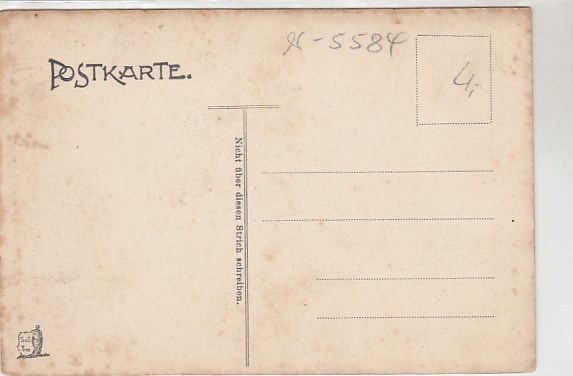 POSTKARTE.
5584
4,
Nicht über diesen Strich schreiben.